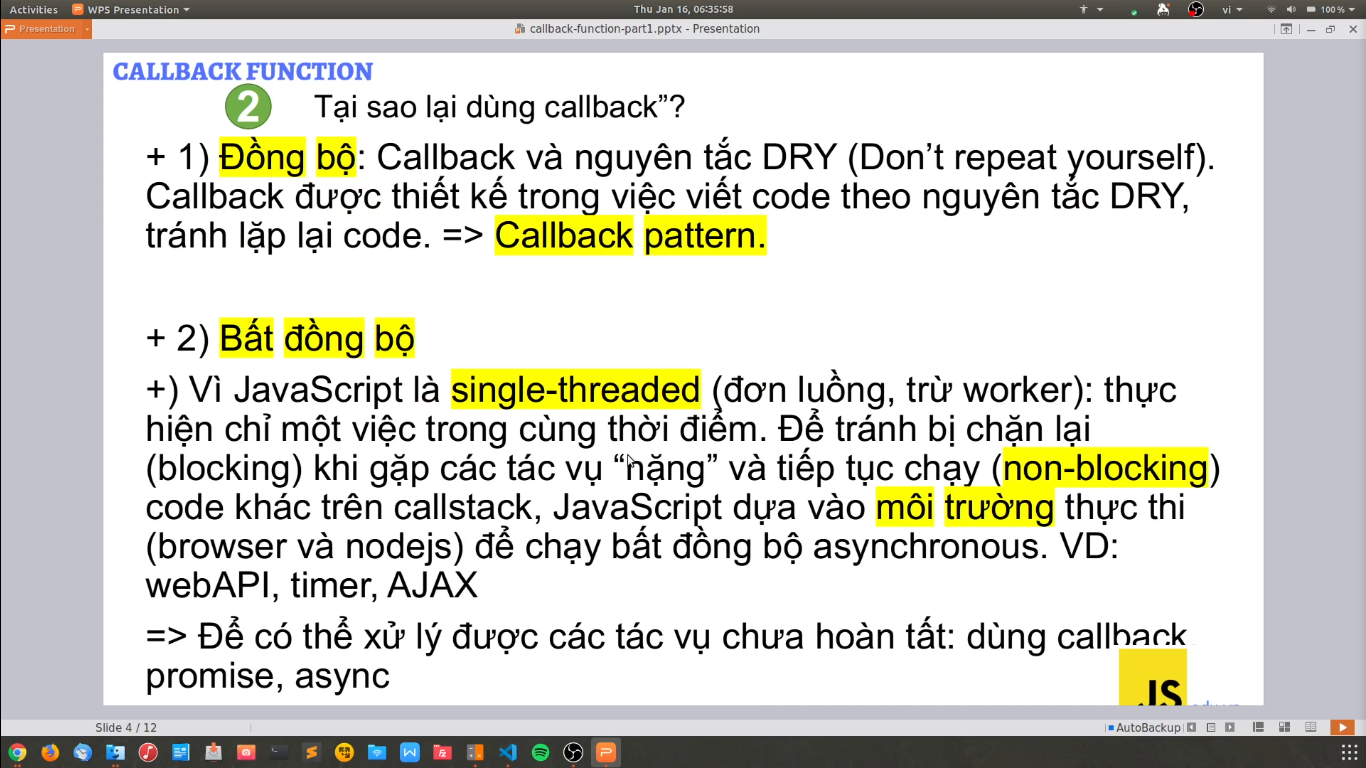 Activities
WPS Presentation
Thu Jan 16, 06:35:58
vi
100 %
Presentation
callback-function-part1.pptx - Presentation
CALLBACK FUNCTION
2
Tại sao lại dùng callback”?
+ 1) Đồng bộ: Callback và nguyên tắc DRY (Don’t repeat yourself).
Callback được thiết kế trong việc viết code theo nguyên tắc DRY,
tránh lặp lại code. => Callback pattern.
+ 2) Bất đồng bộ
+) Vì JavaScript là single-threaded (đơn luồng, trừ worker): thực
hiện chỉ một việc trong cùng thời điểm. Để tránh bị chặn lại
(blocking) khi gặp các tác vụ “nặng” và tiếp tục chạy (non-blocking)
code khác trên callstack, JavaScript dựa vào môi trường thực thi
(browser và nodejs) để chạy bất đồng bộ asynchronous. VD:
webAPI, timer, AJAX
=> Để có thể xử lý được các tác vụ chưa hoàn tất: dùng callback,
promise, async
JS
Slide 4 / 12
AutoBackup